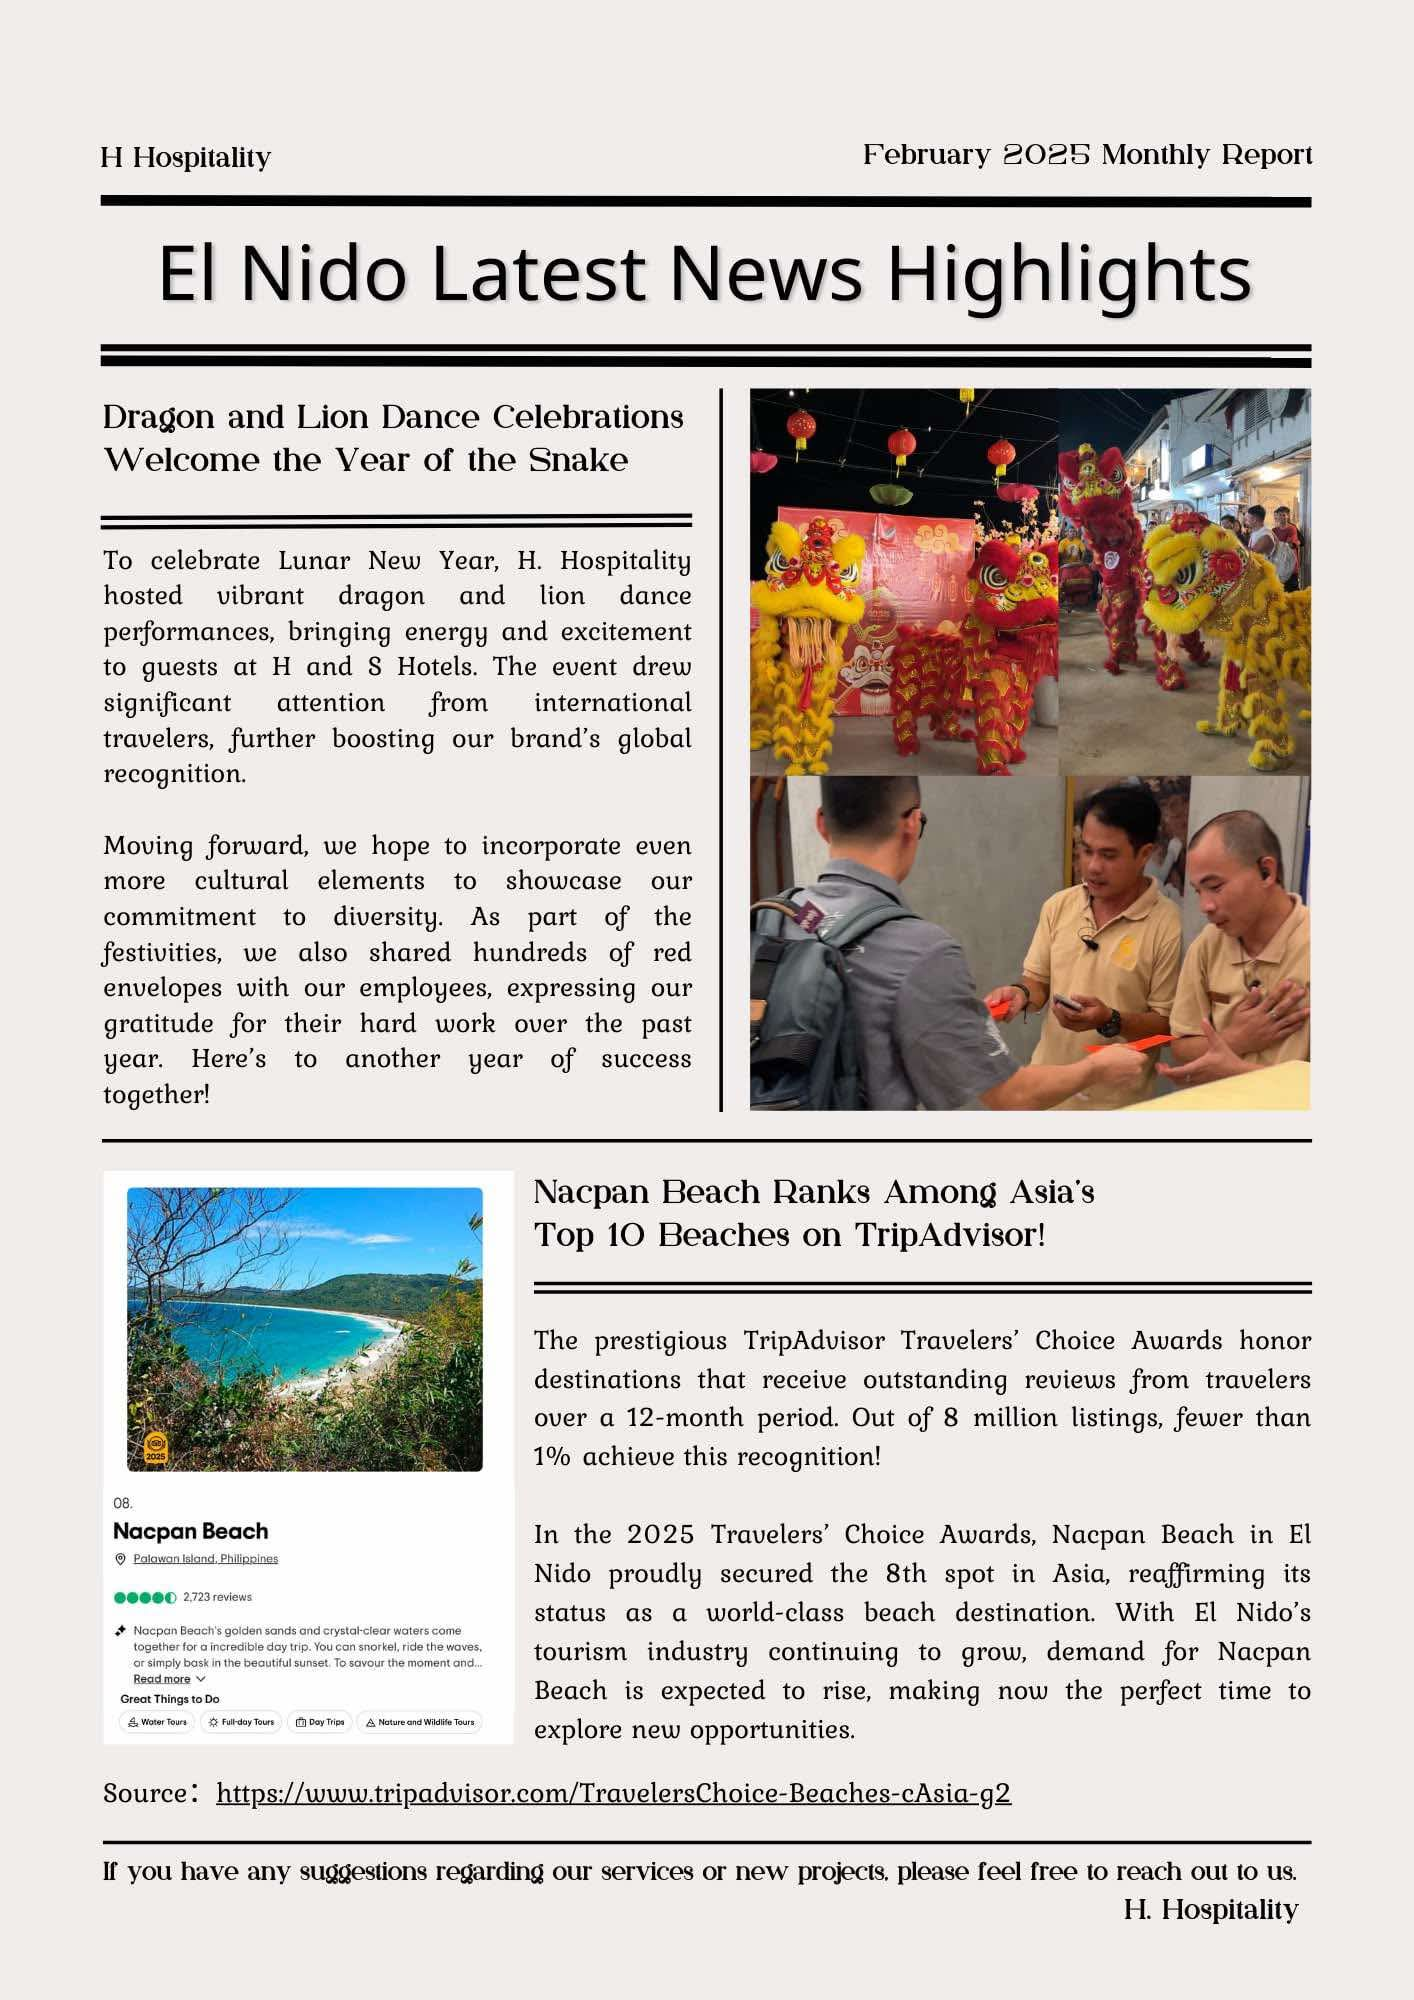 H Hospitality
February 2025 Monthly Report
El Nido Latest News Highlights
Dragon and Lion Dance Celebrations
Welcome the Year of the Snake
To celebrate Lunar New Year, H. Hospitality
hosted vibrant dragon and lion dance
performances, bringing energy and excitement
to guests at H and S Hotels. The event drew
significant attention from international
travelers, further boosting our brand’s global
recognition.
Moving forward, we hope to incorporate even
more cultural elements to showcase our
commitment to diversity. As part of the
festivities, we also shared hundreds of red
envelopes with our employees, expressing our
gratitude for their hard work over the past
year. Here’s to another year of success
together!
2025
08.
Nacpan Beach
Palawan Island, Philippines
2,723 reviews
Nacpan Beach's golden sands and crystal-clear waters come
together for a incredible day trip. You can snorkel, ride the waves,
or simply bask in the beautiful sunset. To savour the moment and...
Read more
Great Things to Do
Water Tours
Full-day Tours
Day Trips
Nature and Wildlife Tours
Nacpan Beach Ranks Among Asia's
Top 10 Beaches on TripAdvisor!
The prestigious TripAdvisor Travelers’ Choice Awards honor
destinations that receive outstanding reviews from travelers
over a 12-month period. Out of 8 million listings, fewer than
1% achieve this recognition!
In the 2025 Travelers’ Choice Awards, Nacpan Beach in El
Nido proudly secured the 8th spot in Asia, reaffirming its
status as a world-class beach destination. With El Nido’s
tourism industry continuing to grow, demand for Nacpan
Beach is expected to rise, making now the perfect time to
explore new opportunities.
Source：https://www.tripadvisor.com/TravelersChoice-Beaches-cAsia-g2
If you have any suggestions regarding our services or new projects, please feel free to reach out to us.
H. Hospitality